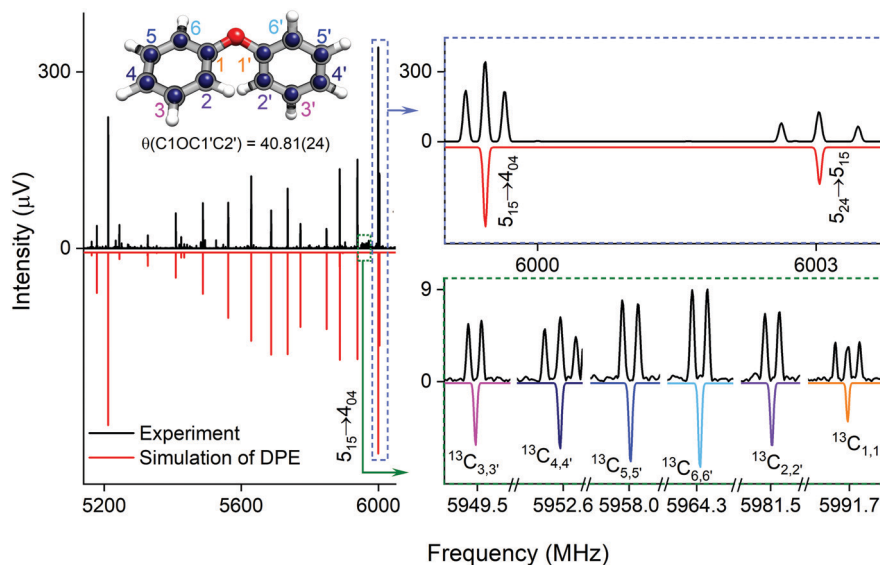 6
6'
5
5'
1
1'
4
4'
2
2'
3
3'
θ(C1OC1'C2') = 40.81(24)
300
0
Intensity (µV)
Experiment
Simulation of DPE
5₁₅→4₀₄
5200
5600
6000
300
0
5₁₅→4₀₄
5₂₄→5₁₅
6000
6003
9
0
¹³C₃,₃'
¹³C₄,₄'
¹³C₅,₅'
¹³C₆,₆'
¹³C₂,₂'
¹³C₁,₁
5949.5
5952.6
5958.0
5964.3
5981.5
5991.7
Frequency (MHz)